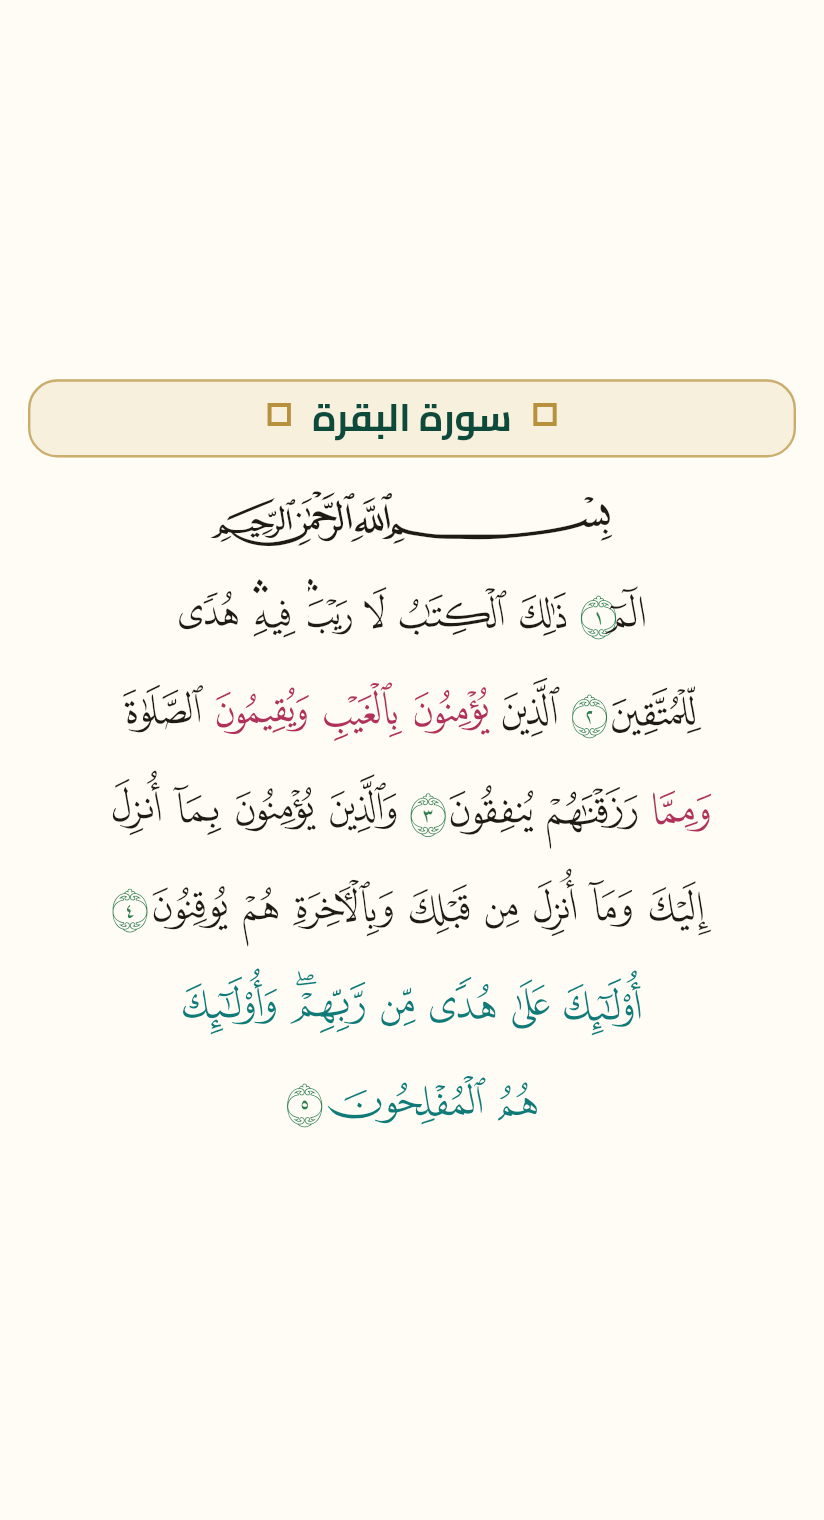 سورة البقرة
بِسْمِ ٱللَّهِ ٱلرَّحْمَٰنِ ٱلرَّحِيمِ
الٓمٓ ١ ذَٰلِكَ ٱلْكِتَٰبُ لَا رَيْبَ ۛ فِيهِ ۛ هُدًى
لِّلْمُتَّقِينَ ٢ ٱلَّذِينَ يُؤْمِنُونَ بِٱلْغَيْبِ وَيُقِيمُونَ ٱلصَّلَوٰةَ
وَمِمَّا رَزَقْنَٰهُمْ يُنفِقُونَ ٣ وَٱلَّذِينَ يُؤْمِنُونَ بِمَآ أُنزِلَ
إِلَيْكَ وَمَآ أُنزِلَ مِن قَبْلِكَ وَبِٱلْأَخِرَةِ هُمْ يُوقِنُونَ ٤
أُو۟لَٰٓئِكَ عَلَىٰ هُدًى مِّن رَّبِّهِمْ ۖ وَأُو۟لَٰٓئِكَ
هُمُ ٱلْمُفْلِحُونَ ٥